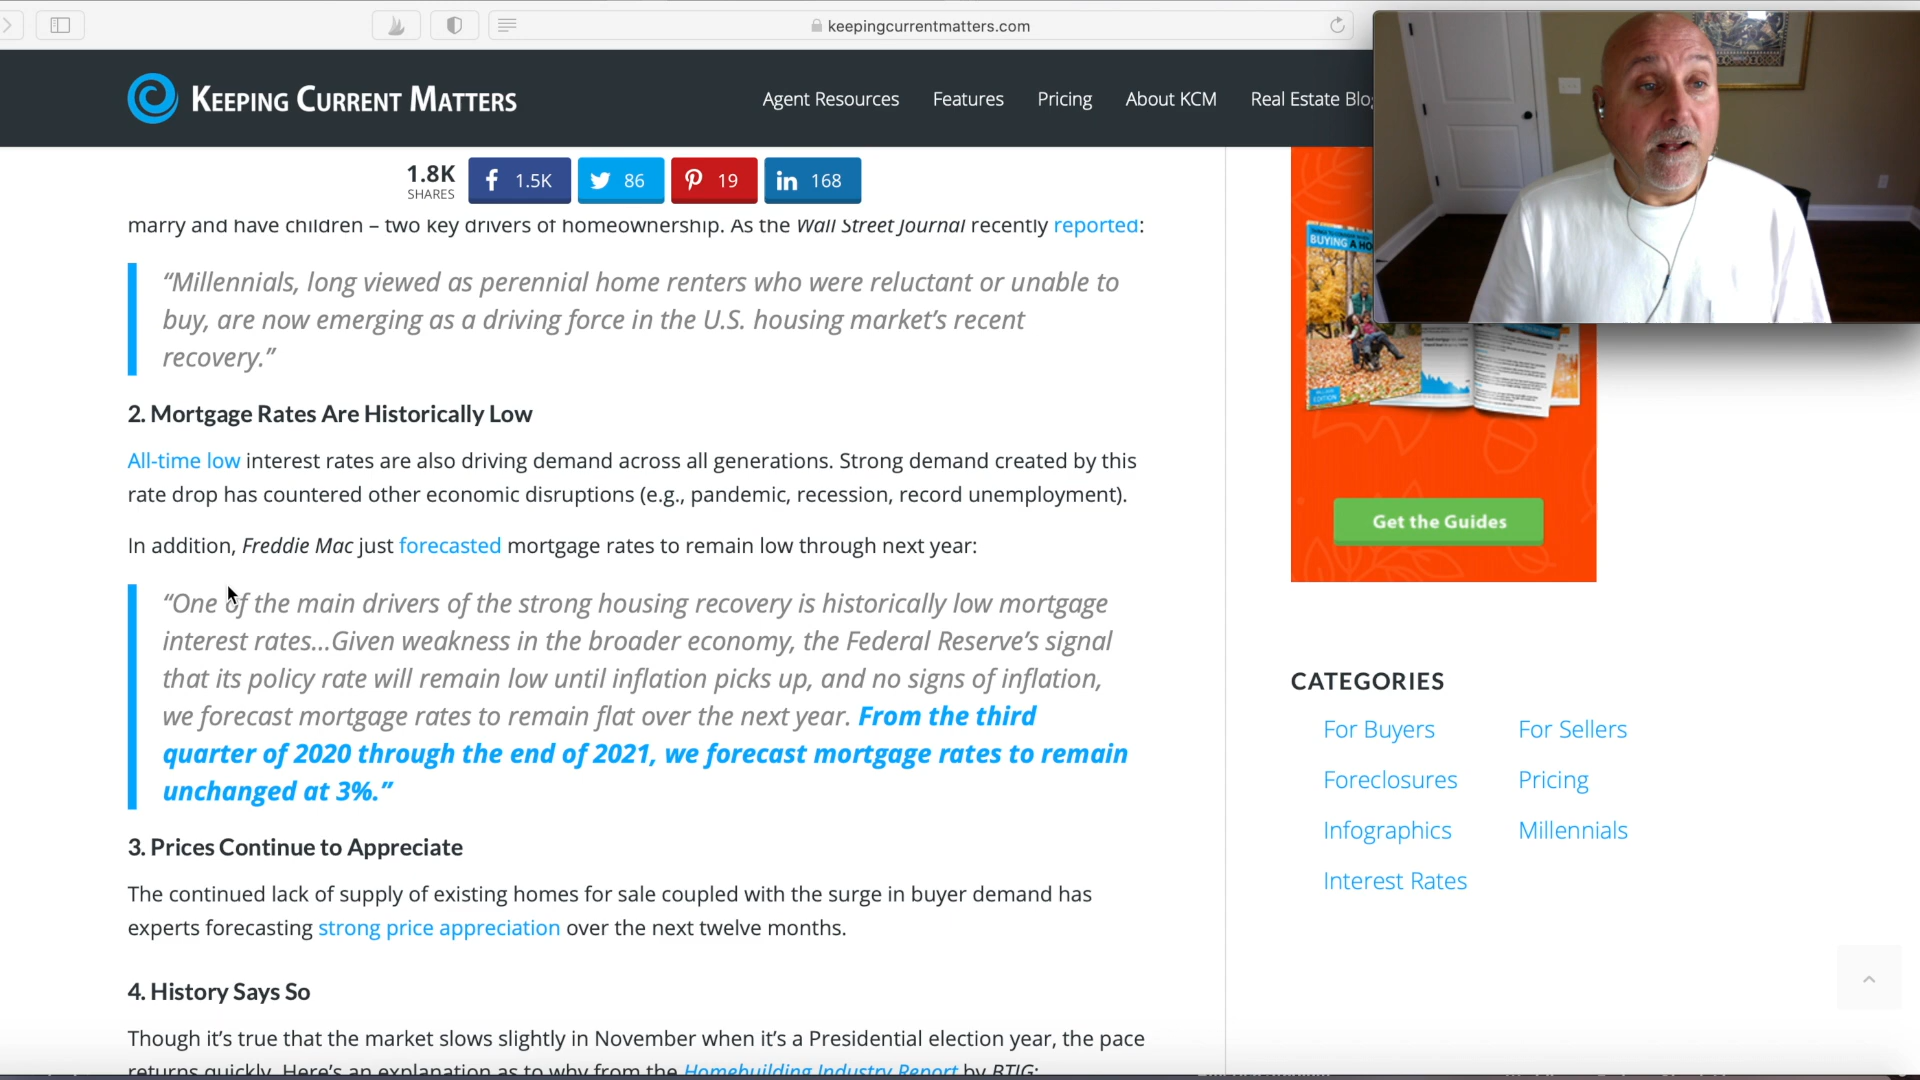 keepingcurrentmatters.com
KEEPING CURRENT MATTERS
Agent Resources Features Pricing About KCM Real Estate Blo
1.8K
SHARES
1.5K 86 19 in 168
marry and have children – two key drivers of homeownership. As the Wall Street Journal recently reported:
“Millennials, long viewed as perennial home renters who were reluctant or unable to
buy, are now emerging as a driving force in the U.S. housing market’s recent
recovery.”
2. Mortgage Rates Are Historically Low
All-time low interest rates are also driving demand across all generations. Strong demand created by this
rate drop has countered other economic disruptions (e.g., pandemic, recession, record unemployment).
In addition, Freddie Mac just forecasted mortgage rates to remain low through next year:
“One of the main drivers of the strong housing recovery is historically low mortgage
interest rates...Given weakness in the broader economy, the Federal Reserve’s signal
that its policy rate will remain low until inflation picks up, and no signs of inflation,
we forecast mortgage rates to remain flat over the next year. From the third
quarter of 2020 through the end of 2021, we forecast mortgage rates to remain
unchanged at 3%.”
3. Prices Continue to Appreciate
The continued lack of supply of existing homes for sale coupled with the surge in buyer demand has
experts forecasting strong price appreciation over the next twelve months.
4. History Says So
Though it’s true that the market slows slightly in November when it’s a Presidential election year, the pace
returns quickly. Here’s an explanation as to why from the Homebuilding Industry Report by BTIG:
BUYING A HO
EDITION
Get the Guides
CATEGORIES
For Buyers For Sellers
Foreclosures Pricing
Infographics Millennials
Interest Rates